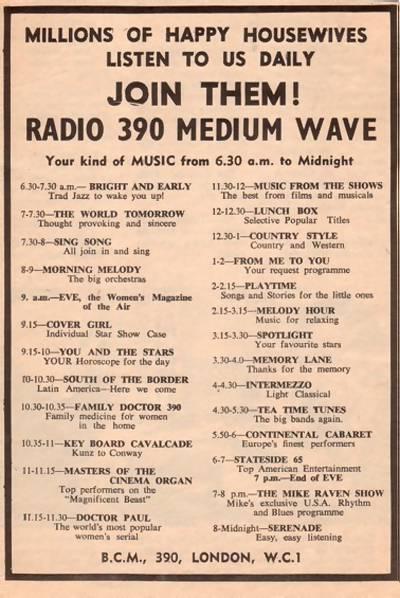 MILLIONS OF HAPPY HOUSEWIVES
LISTEN TO US DAILY
JOIN THEM!
RADIO 390 MEDIUM WAVE
Your kind of MUSIC from 6.30 a.m. to Midnight
6.30-7.30 a.m.— BRIGHT AND EARLY
Trad Jazz to wake you up!
7-7.30—THE WORLD TOMORROW
Thought provoking and sincere
7.30-8—SING SONG
All join in and sing
8-9—MORNING MELODY
The big orchestras
9. a.m.—EVE, the Women's Magazine
of the Air
9.15—COVER GIRL
Individual Star Show Case
9.15-10—YOU AND THE STARS
YOUR Horoscope for the day
10-10.30—SOUTH OF THE BORDER
Latin America—Here we come
10.30-10.35—FAMILY DOCTOR 390
Family medicine for women
in the home
10.35-11—KEY BOARD CAVALCADE
Kunz to Conway
11-11.15—MASTERS OF THE
CINEMA ORGAN
Top performers on the
"Magnificent Beast"
11.15-11.30—DOCTOR PAUL
The world's most popular
women's serial
11.30-12—MUSIC FROM THE SHOWS
The best from films and musicals
12-12.30—LUNCH BOX
Selective Popular Titles
12.30-1—COUNTRY STYLE
Country and Western
1-2—FROM ME TO YOU
Your request programme
2-2.15—PLAYTIME
Songs and Stories for the little ones
2.15-3.15—MELODY HOUR
Music for relaxing
3.15-3.30—SPOTLIGHT
Your favourite stars
3.30-4.0—MEMORY LANE
Thanks for the memory
4-4.30—INTERMEZZO
Light Classical
4.30-5.30—TEA TIME TUNES
The big bands again.
5.50-6—CONTINENTAL CABARET
Europe's finest performers
6-7—STATESIDE 65
Top American Entertainment
7 p.m.—End of EVE
7-8 p.m.—THE MIKE RAVEN SHOW
Mike's exclusive U.S.A. Rhythm
and Blues programme
8-Midnight—SERENADE
Easy, easy listening
B.C.M., 390, LONDON, W.C.1